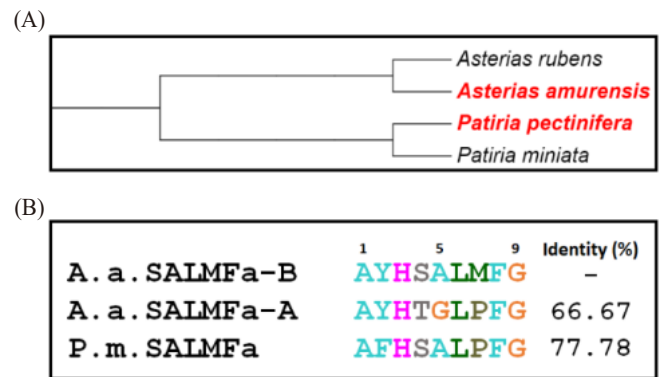 (A)
Asterias rubens
Asterias amurensis
Patiria pectinifera
Patiria miniata
(B)
1 5 9 Identity (%)
A.a.SALMFa-B AYHSALMFG –
A.a.SALMFa-A AYHTGLPFG 66.67
P.m.SALMFa AFHSALPFG 77.78